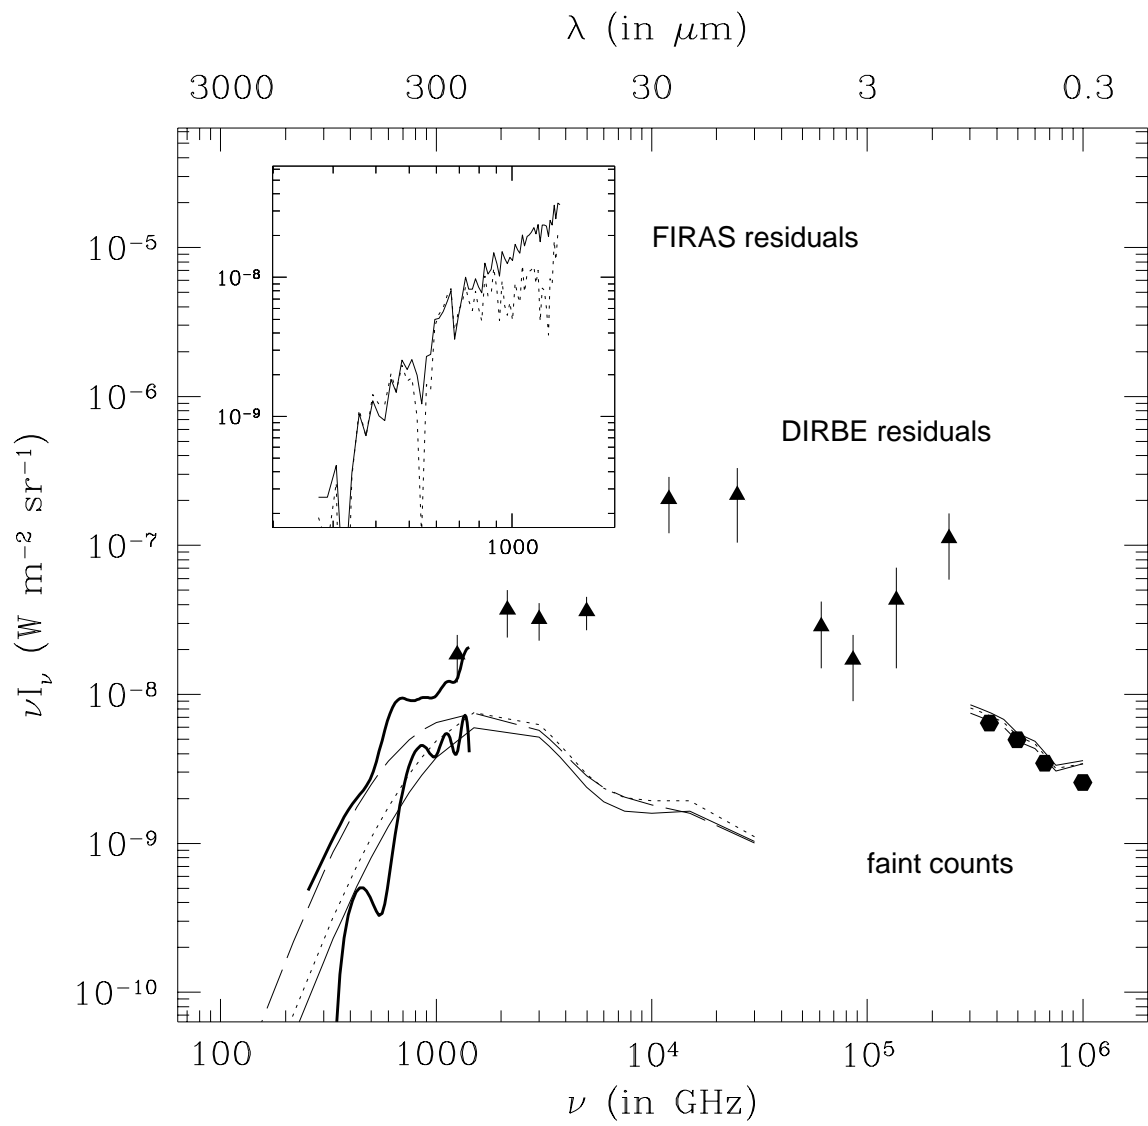 λ (in μm)
3000 300 30 3 0.3
FIRAS residuals
10⁻⁵
10⁻⁸
10⁻⁶
10⁻⁹
DIRBE residuals
1000
10⁻⁷
νIν (W m⁻² sr⁻¹)
10⁻⁸
10⁻⁹
faint counts
10⁻¹⁰
100 1000 10⁴ 10⁵ 10⁶
ν (in GHz)